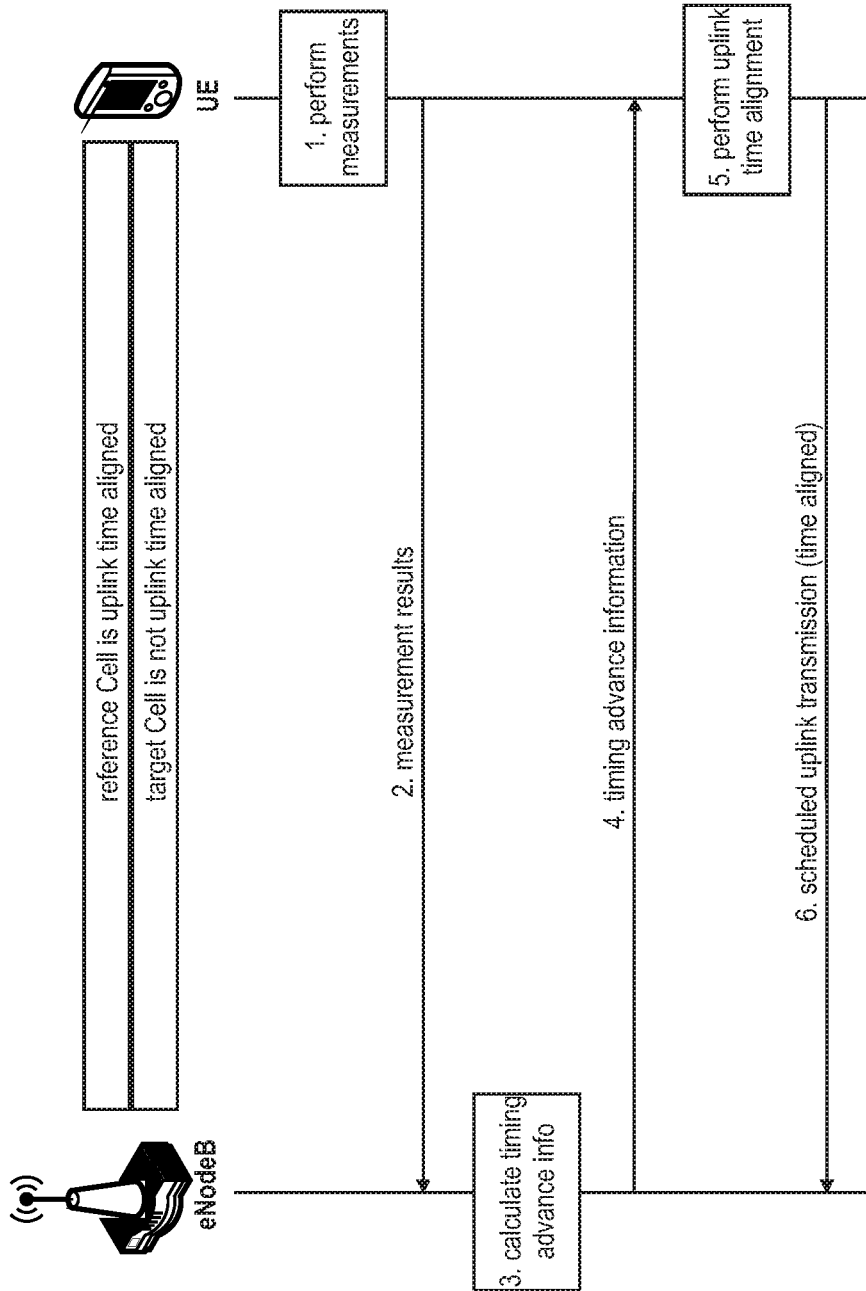 eNodeB
UE
reference Cell is uplink time aligned
target Cell is not uplink time aligned
1. perform
measurements
2. measurement results
3. calculate timing
advance info
4. timing advance information
5. perform uplink
time alignment
6. scheduled uplink transmission (time aligned)